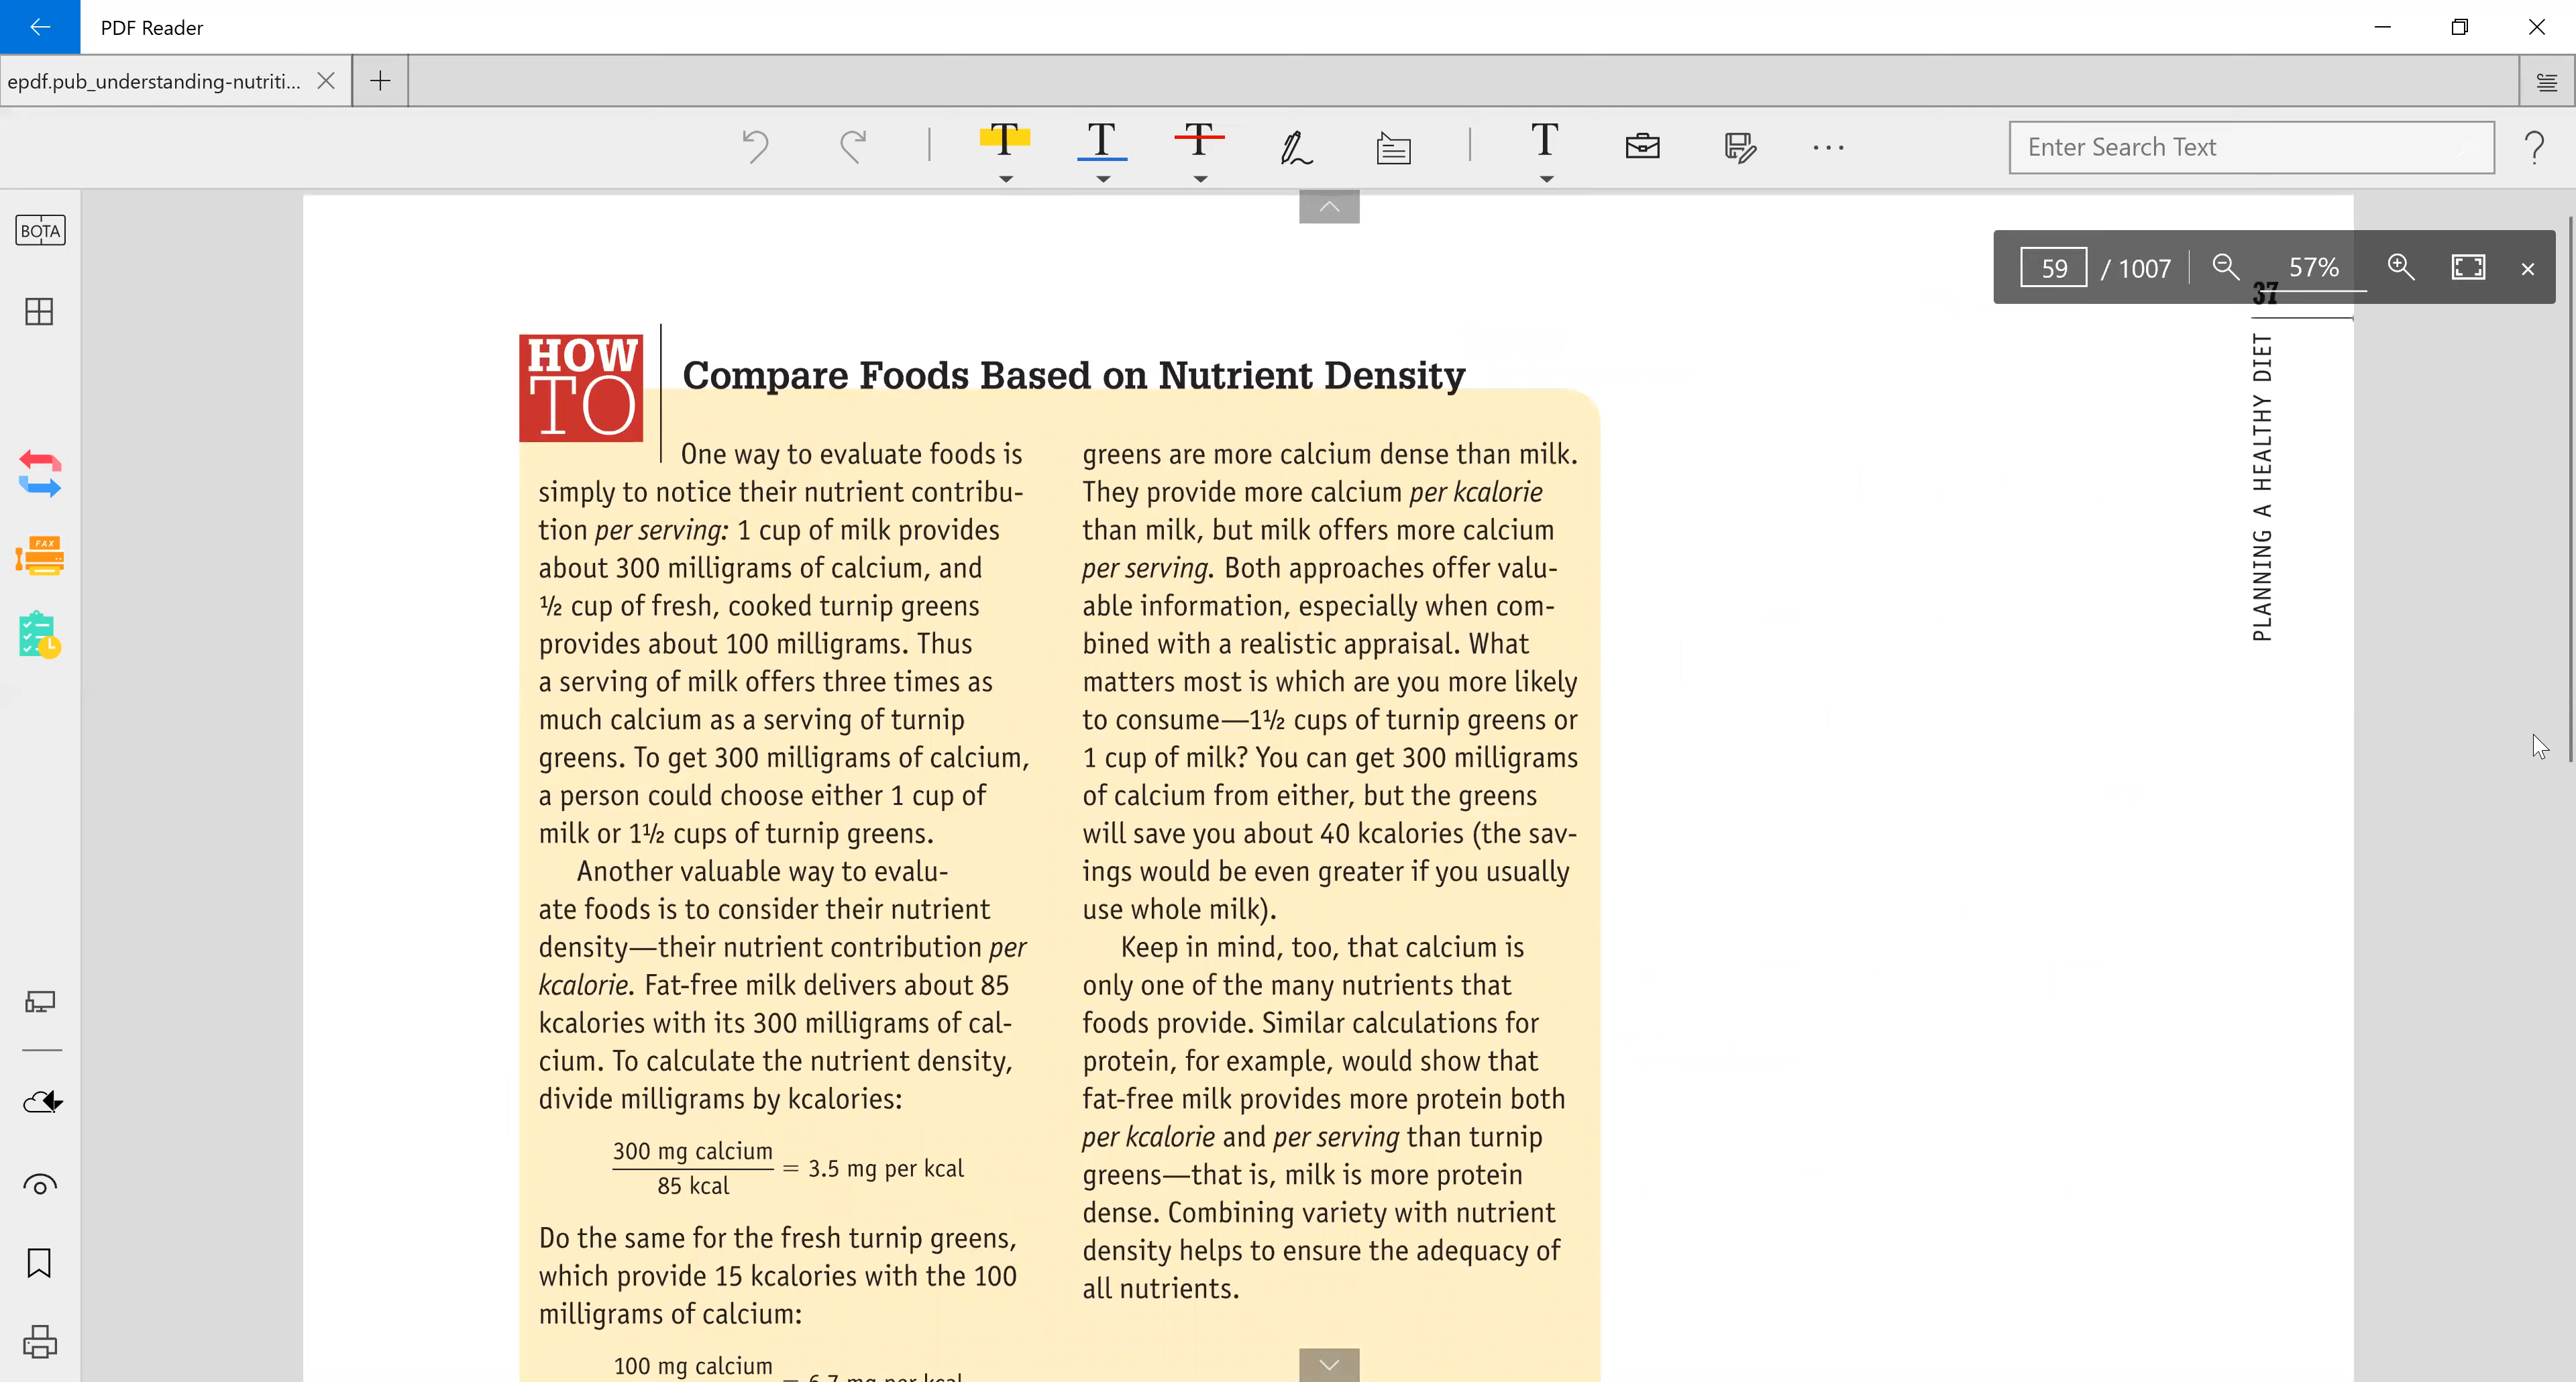 PDF Reader
epdf.pub_understanding-nutriti...
Enter Search Text
?
BOTA
59 / 1007 57%
37
PLANNING A HEALTHY DIET
FAX
HOW
TO
Compare Foods Based on Nutrient Density
One way to evaluate foods is
simply to notice their nutrient contribu-
tion per serving: 1 cup of milk provides
about 300 milligrams of calcium, and
½ cup of fresh, cooked turnip greens
provides about 100 milligrams. Thus
a serving of milk offers three times as
much calcium as a serving of turnip
greens. To get 300 milligrams of calcium,
a person could choose either 1 cup of
milk or 1½ cups of turnip greens.
Another valuable way to evalu-
ate foods is to consider their nutrient
density—their nutrient contribution per
kcalorie. Fat-free milk delivers about 85
kcalories with its 300 milligrams of cal-
cium. To calculate the nutrient density,
divide milligrams by kcalories:
300 mg calcium
85 kcal
= 3.5 mg per kcal
Do the same for the fresh turnip greens,
which provide 15 kcalories with the 100
milligrams of calcium:
100 mg calcium
= 6.7 mg per kcal
greens are more calcium dense than milk.
They provide more calcium per kcalorie
than milk, but milk offers more calcium
per serving. Both approaches offer valu-
able information, especially when com-
bined with a realistic appraisal. What
matters most is which are you more likely
to consume—1½ cups of turnip greens or
1 cup of milk? You can get 300 milligrams
of calcium from either, but the greens
will save you about 40 kcalories (the sav-
ings would be even greater if you usually
use whole milk).
Keep in mind, too, that calcium is
only one of the many nutrients that
foods provide. Similar calculations for
protein, for example, would show that
fat-free milk provides more protein both
per kcalorie and per serving than turnip
greens—that is, milk is more protein
dense. Combining variety with nutrient
density helps to ensure the adequacy of
all nutrients.